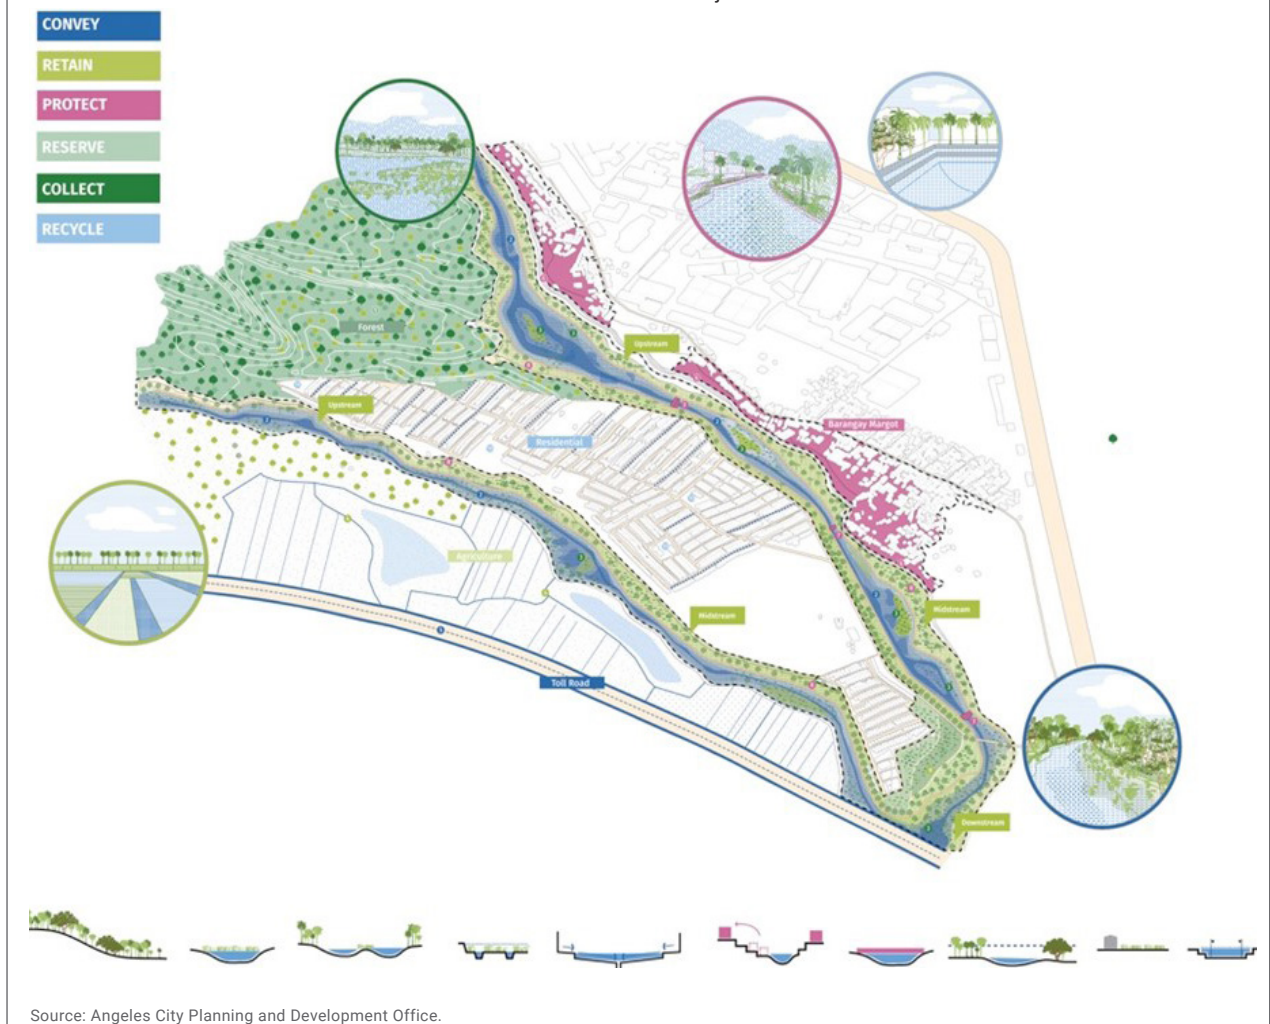 CONVEY
RETAIN
PROTECT
RESERVE
COLLECT
RECYCLE
Forest
Upstream
Upstream
Barangay Margot
Residential
Agriculture
Midstream
Midstream
Toll Road
Downstream
Source: Angeles City Planning and Development Office.